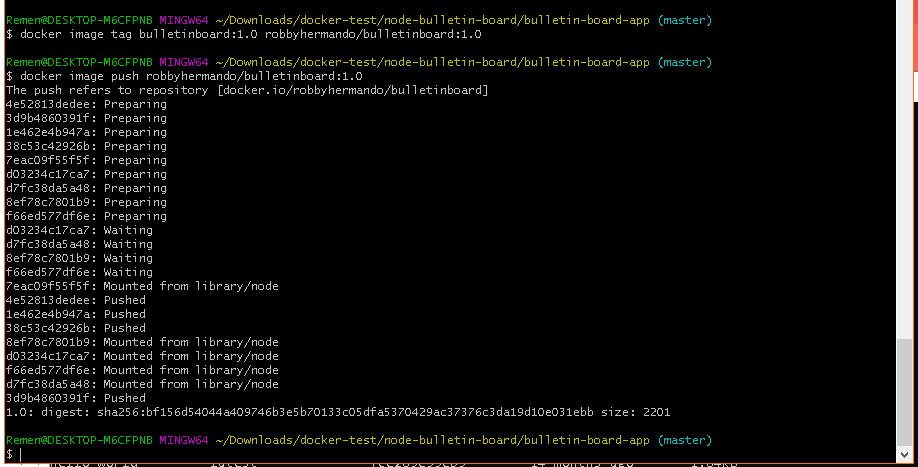 Remen@DESKTOP-M6CFPNB MINGW64 ~/Downloads/docker-test/node-bulletin-board/bulletin-board-app (master)
$ docker image tag bulletinboard:1.0 robbyhermando/bulletinboard:1.0
Remen@DESKTOP-M6CFPNB MINGW64 ~/Downloads/docker-test/node-bulletin-board/bulletin-board-app (master)
$ docker image push robbyhermando/bulletinboard:1.0
The push refers to repository [docker.io/robbyhermando/bulletinboard]
4e52813dedee: Preparing
3d9b4860391f: Preparing
1e462e4b947a: Preparing
38c53c42926b: Preparing
7eac09f55f5f: Preparing
d03234c17ca7: Preparing
d7fc38da5a48: Preparing
8ef78c7801b9: Preparing
f66ed577df6e: Preparing
d03234c17ca7: Waiting
d7fc38da5a48: Waiting
8ef78c7801b9: Waiting
f66ed577df6e: Waiting
7eac09f55f5f: Mounted from library/node
4e52813dedee: Pushed
1e462e4b947a: Pushed
38c53c42926b: Pushed
8ef78c7801b9: Mounted from library/node
d03234c17ca7: Mounted from library/node
f66ed577df6e: Mounted from library/node
d7fc38da5a48: Mounted from library/node
3d9b4860391f: Pushed
1.0: digest: sha256:bf156d54044a409746b3e5b70133c05dfa5370429ac37376c3da19d10e031ebb size: 2201
Remen@DESKTOP-M6CFPNB MINGW64 ~/Downloads/docker-test/node-bulletin-board/bulletin-board-app (master)
$